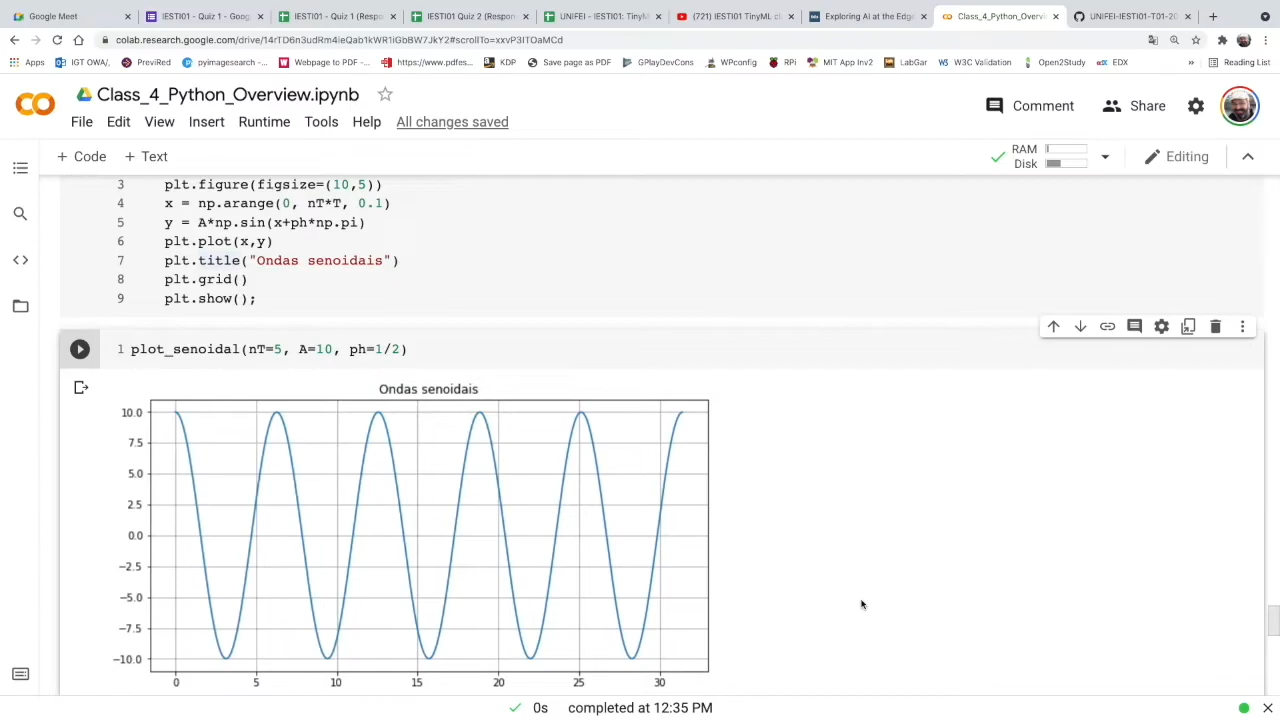 Google Meet
IESTI01 - Quiz 1 - Goog
IESTI01 - Quiz 1 (Respo
IESTI01 Quiz 2 (Respon
UNIFEI - IESTI01: TinyM
(721) IESTI01 TinyML cl
Exploring AI at the Edge
Class_4_Python_Overvi
UNIFEI-IESTI01-T01-20
colab.research.google.com/drive/14rTD6n3udRm4ieQab1kWR1iGbBW7JkY2#scrollTo=xxvP3ITOaMCd
Apps
IGT OWA/,
PreviRed
pyimagesearch -...
Webpage to PDF -...
https://www.pdfes...
KDP
Save page as PDF
GPlayDevCons
WPconfig
RPi
MIT App Inv2
LabGar
W3C Validation
Open2Study
EDX
»
Reading List
Class_4_Python_Overview.ipynb
Comment
Share
File Edit View Insert Runtime Tools Help All changes saved
+ Code + Text
RAM
Disk
Editing
3 plt.figure(figsize=(10,5))
4 x = np.arange(0, nT*T, 0.1)
5 y = A*np.sin(x+ph*np.pi)
6 plt.plot(x,y)
7 plt.title("Ondas senoidais")
8 plt.grid()
9 plt.show();
1 plot_senoidal(nT=5, A=10, ph=1/2)
Ondas senoidais
10.0
7.5
5.0
2.5
0.0
−2.5
−5.0
−7.5
−10.0
0 5 10 15 20 25 30
0s completed at 12:35 PM